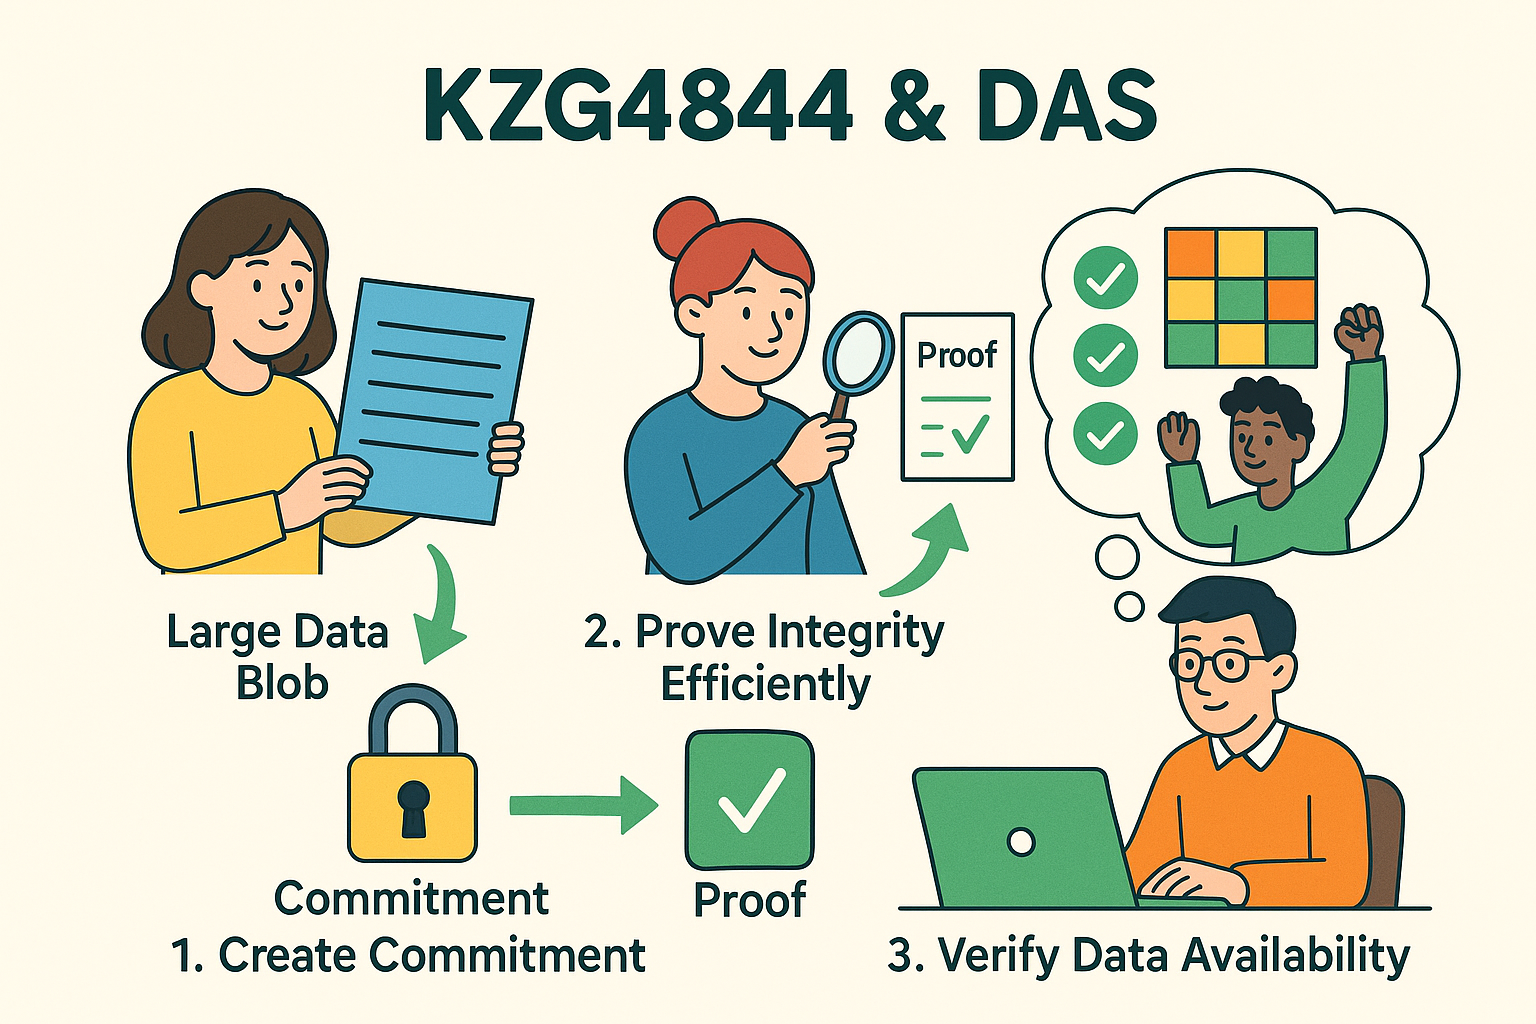 KZG4844 & DAS
Proof
Large Data
Blob
2. Prove Integrity
Efficiently
Commitment
Proof
1. Create Commitment
3. Verify Data Availability